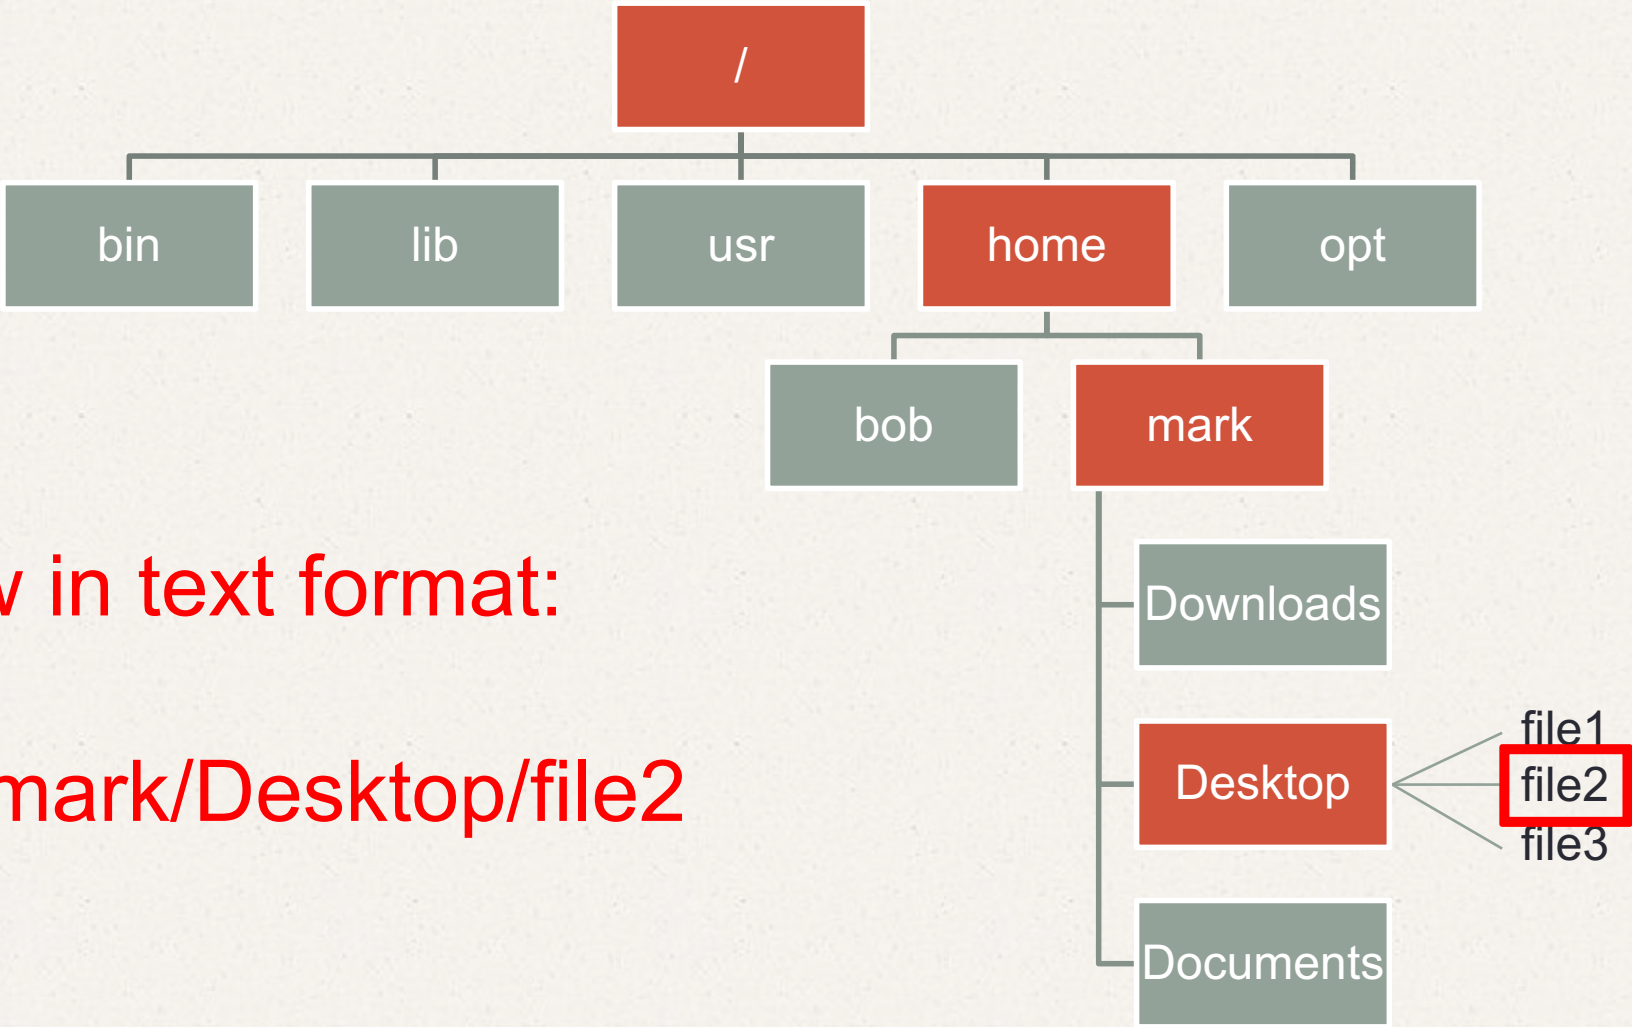 /
bin lib usr home opt
bob mark
in text format:
Downloads
file1
mark/Desktop/file2
Desktop
file2
file3
Documents